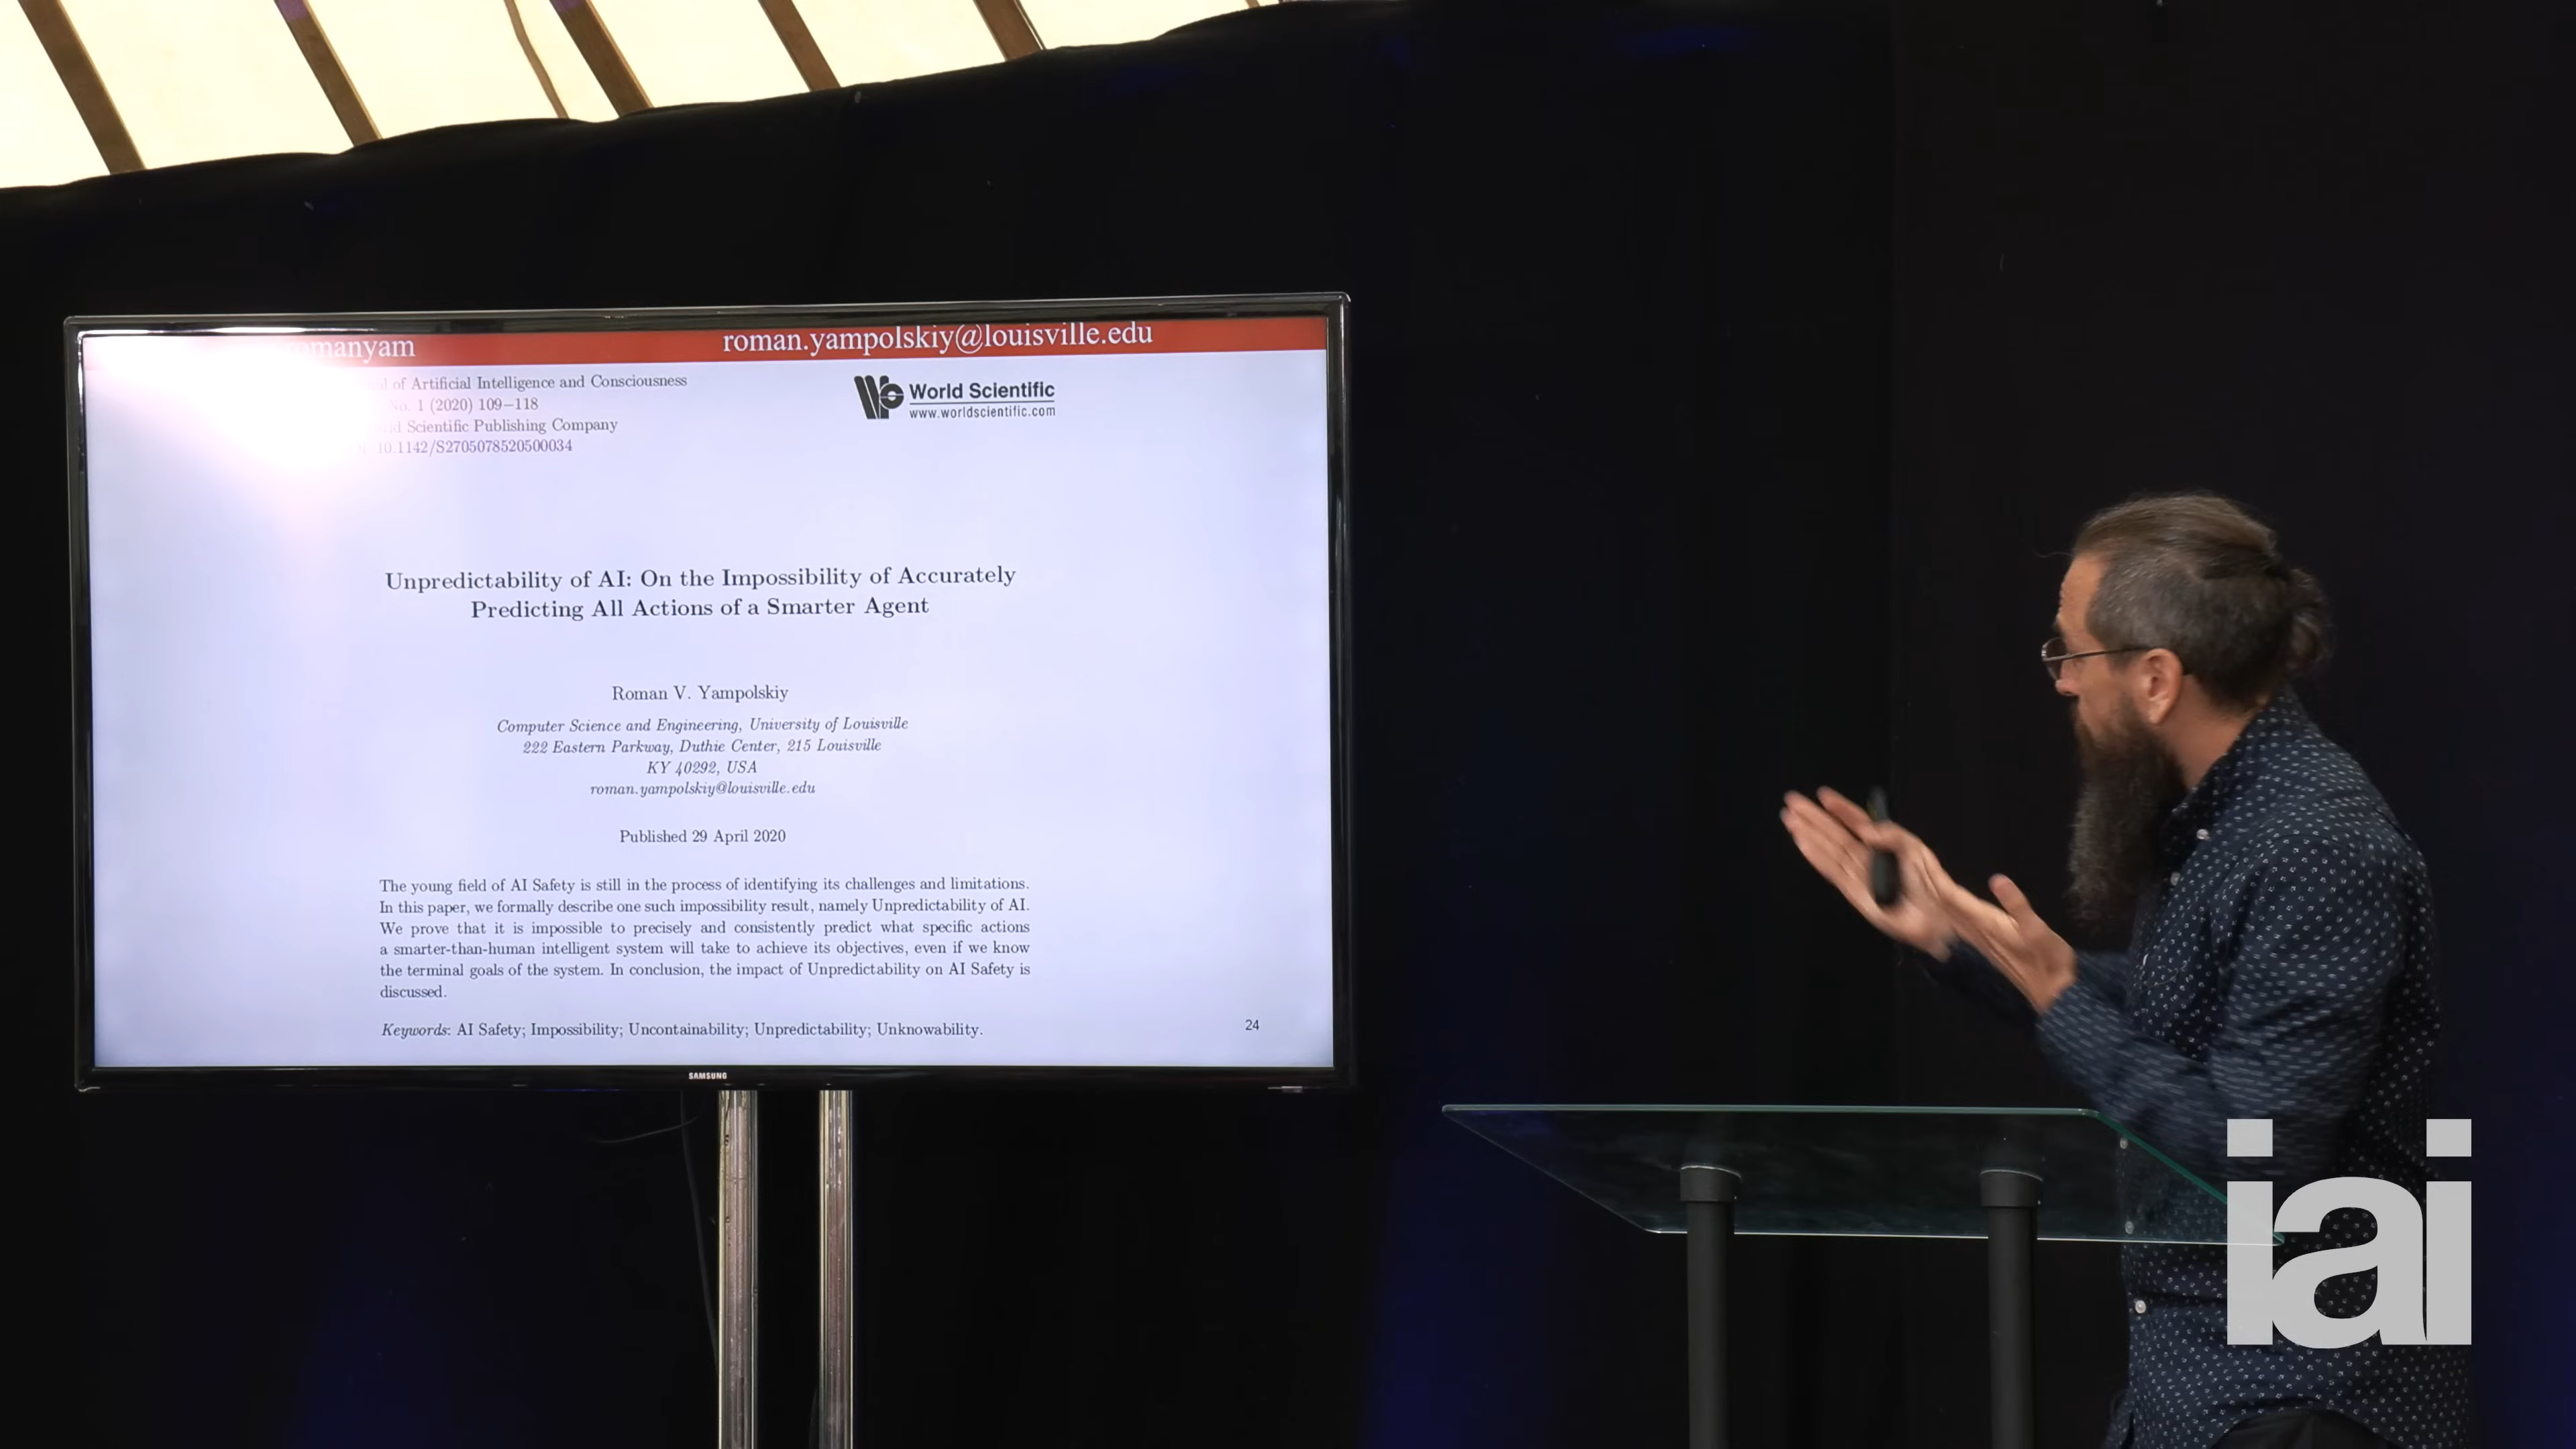 romanyam
roman.yampolskiy@louisville.edu
of Artificial Intelligence and Consciousness
No. 1 (2020) 109–118
Scientific Publishing Company
10.1142/S2705078520500034
World Scientific
www.worldscientific.com
Unpredictability of AI: On the Impossibility of Accurately
Predicting All Actions of a Smarter Agent
Roman V. Yampolskiy
Computer Science and Engineering, University of Louisville
222 Eastern Parkway, Duthie Center, 215 Louisville
KY 40292, USA
roman.yampolskiy@louisville.edu
Published 29 April 2020
The young field of AI Safety is still in the process of identifying its challenges and limitations.
In this paper, we formally describe one such impossibility result, namely Unpredictability of AI.
We prove that it is impossible to precisely and consistently predict what specific actions
a smarter-than-human intelligent system will take to achieve its objectives, even if we know
the terminal goals of the system. In conclusion, the impact of Unpredictability on AI Safety is
discussed.
Keywords: AI Safety; Impossibility; Uncontainability; Unpredictability; Unknowability.
24
SAMSUNG
iai